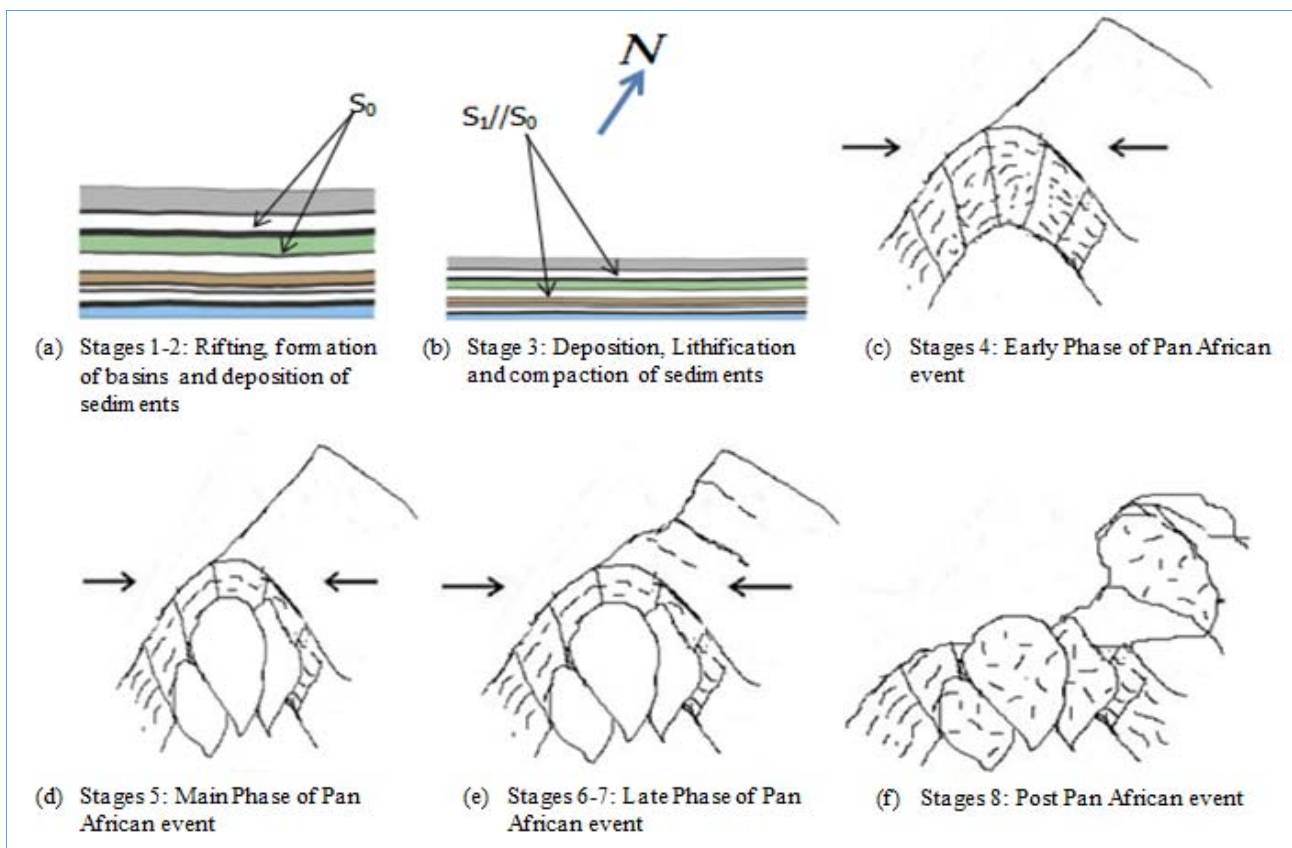 S₀
N
S₁//S₀
(a) Stages 1-2: Rifting, formation
of basins and deposition of
sediments
(b) Stage 3: Deposition, Lithification
and compaction of sediments
(c) Stages 4: Early Phase of Pan African
event
(d) Stages 5: Main Phase of Pan
African event
(e) Stages 6-7: Late Phase of Pan
African event
(f) Stages 8: Post Pan African event